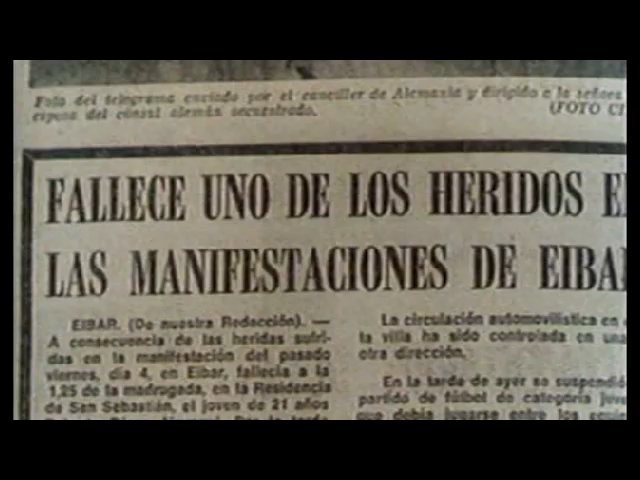 Foto del telegrama enviado por el canciller de Alemania y dirigido a la señora
esposa del cónsul alemán secuestrado. (FOTO CI
FALLECE UNO DE LOS HERIDOS E
LAS MANIFESTACIONES DE EIBA
EIBAR. (De nuestra Redacción). —
A consecuencia de las heridas sufri-
das en la manifestación del pasado
viernes, día 4, en Eibar, fallecía a la
1,25 de la madrugada, en la Residencia
de San Sebastián, el joven de 21 años
La circulación automovilística en
la villa ha sido controlada en una
otra dirección.
En la tarde de ayer se suspendió
partido de fútbol de categoría juve
que debía jugarse entre los